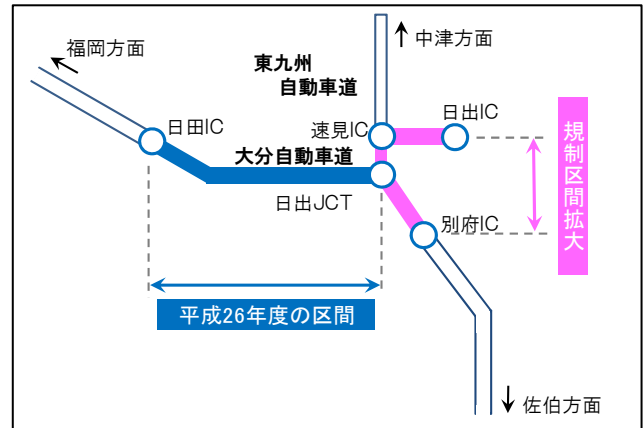 福岡方面
中津方面
東九州
自動車道
日田IC
速見IC
日出IC
大分自動車道
日出JCT
別府IC
規制区間拡大
平成26年度の区間
佐伯方面